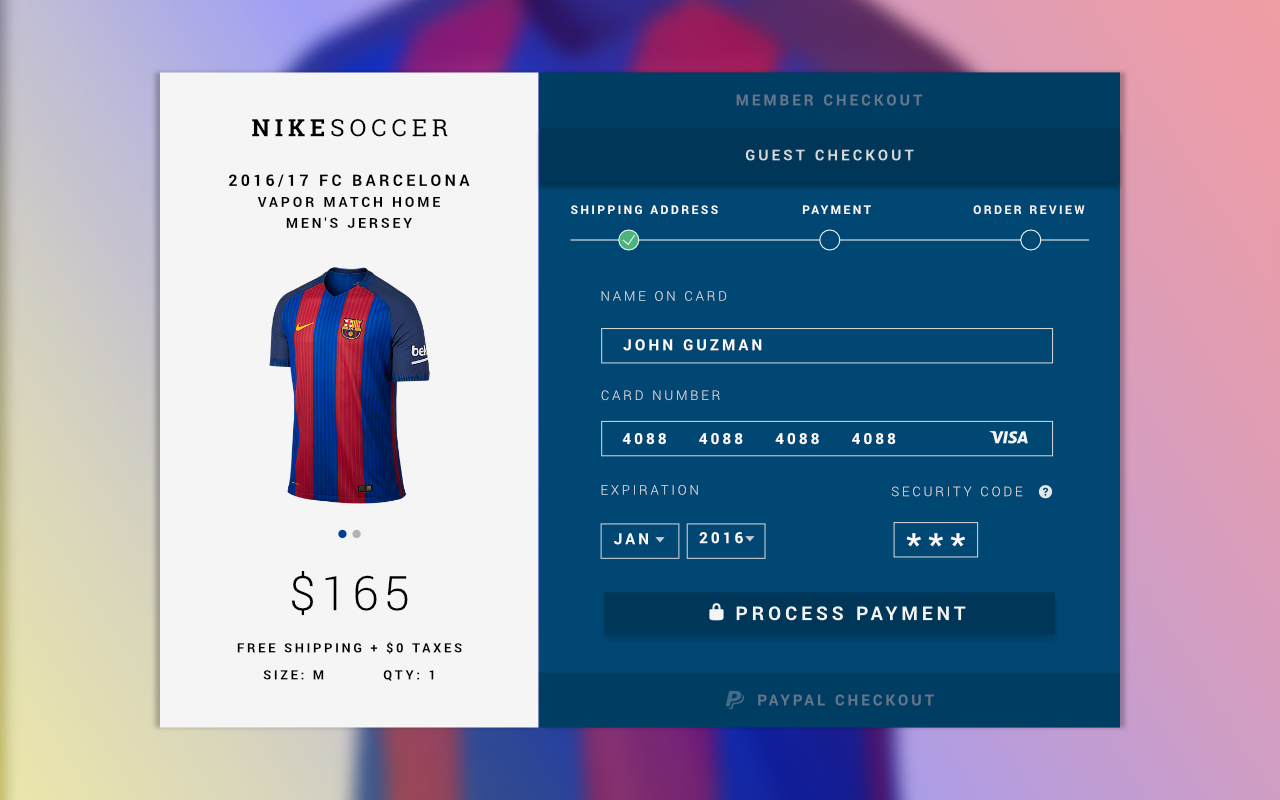 NIKESOCCER
2016/17 FC BARCELONA
VAPOR MATCH HOME
MEN'S JERSEY
$165
FREE SHIPPING + $0 TAXES
SIZE: M QTY: 1
MEMBER CHECKOUT
GUEST CHECKOUT
SHIPPING ADDRESS PAYMENT ORDER REVIEW
NAME ON CARD
JOHN GUZMAN
CARD NUMBER
4088 4088 4088 4088 VISA
EXPIRATION SECURITY CODE ?
JAN 2016 ***
PROCESS PAYMENT
PAYPAL CHECKOUT